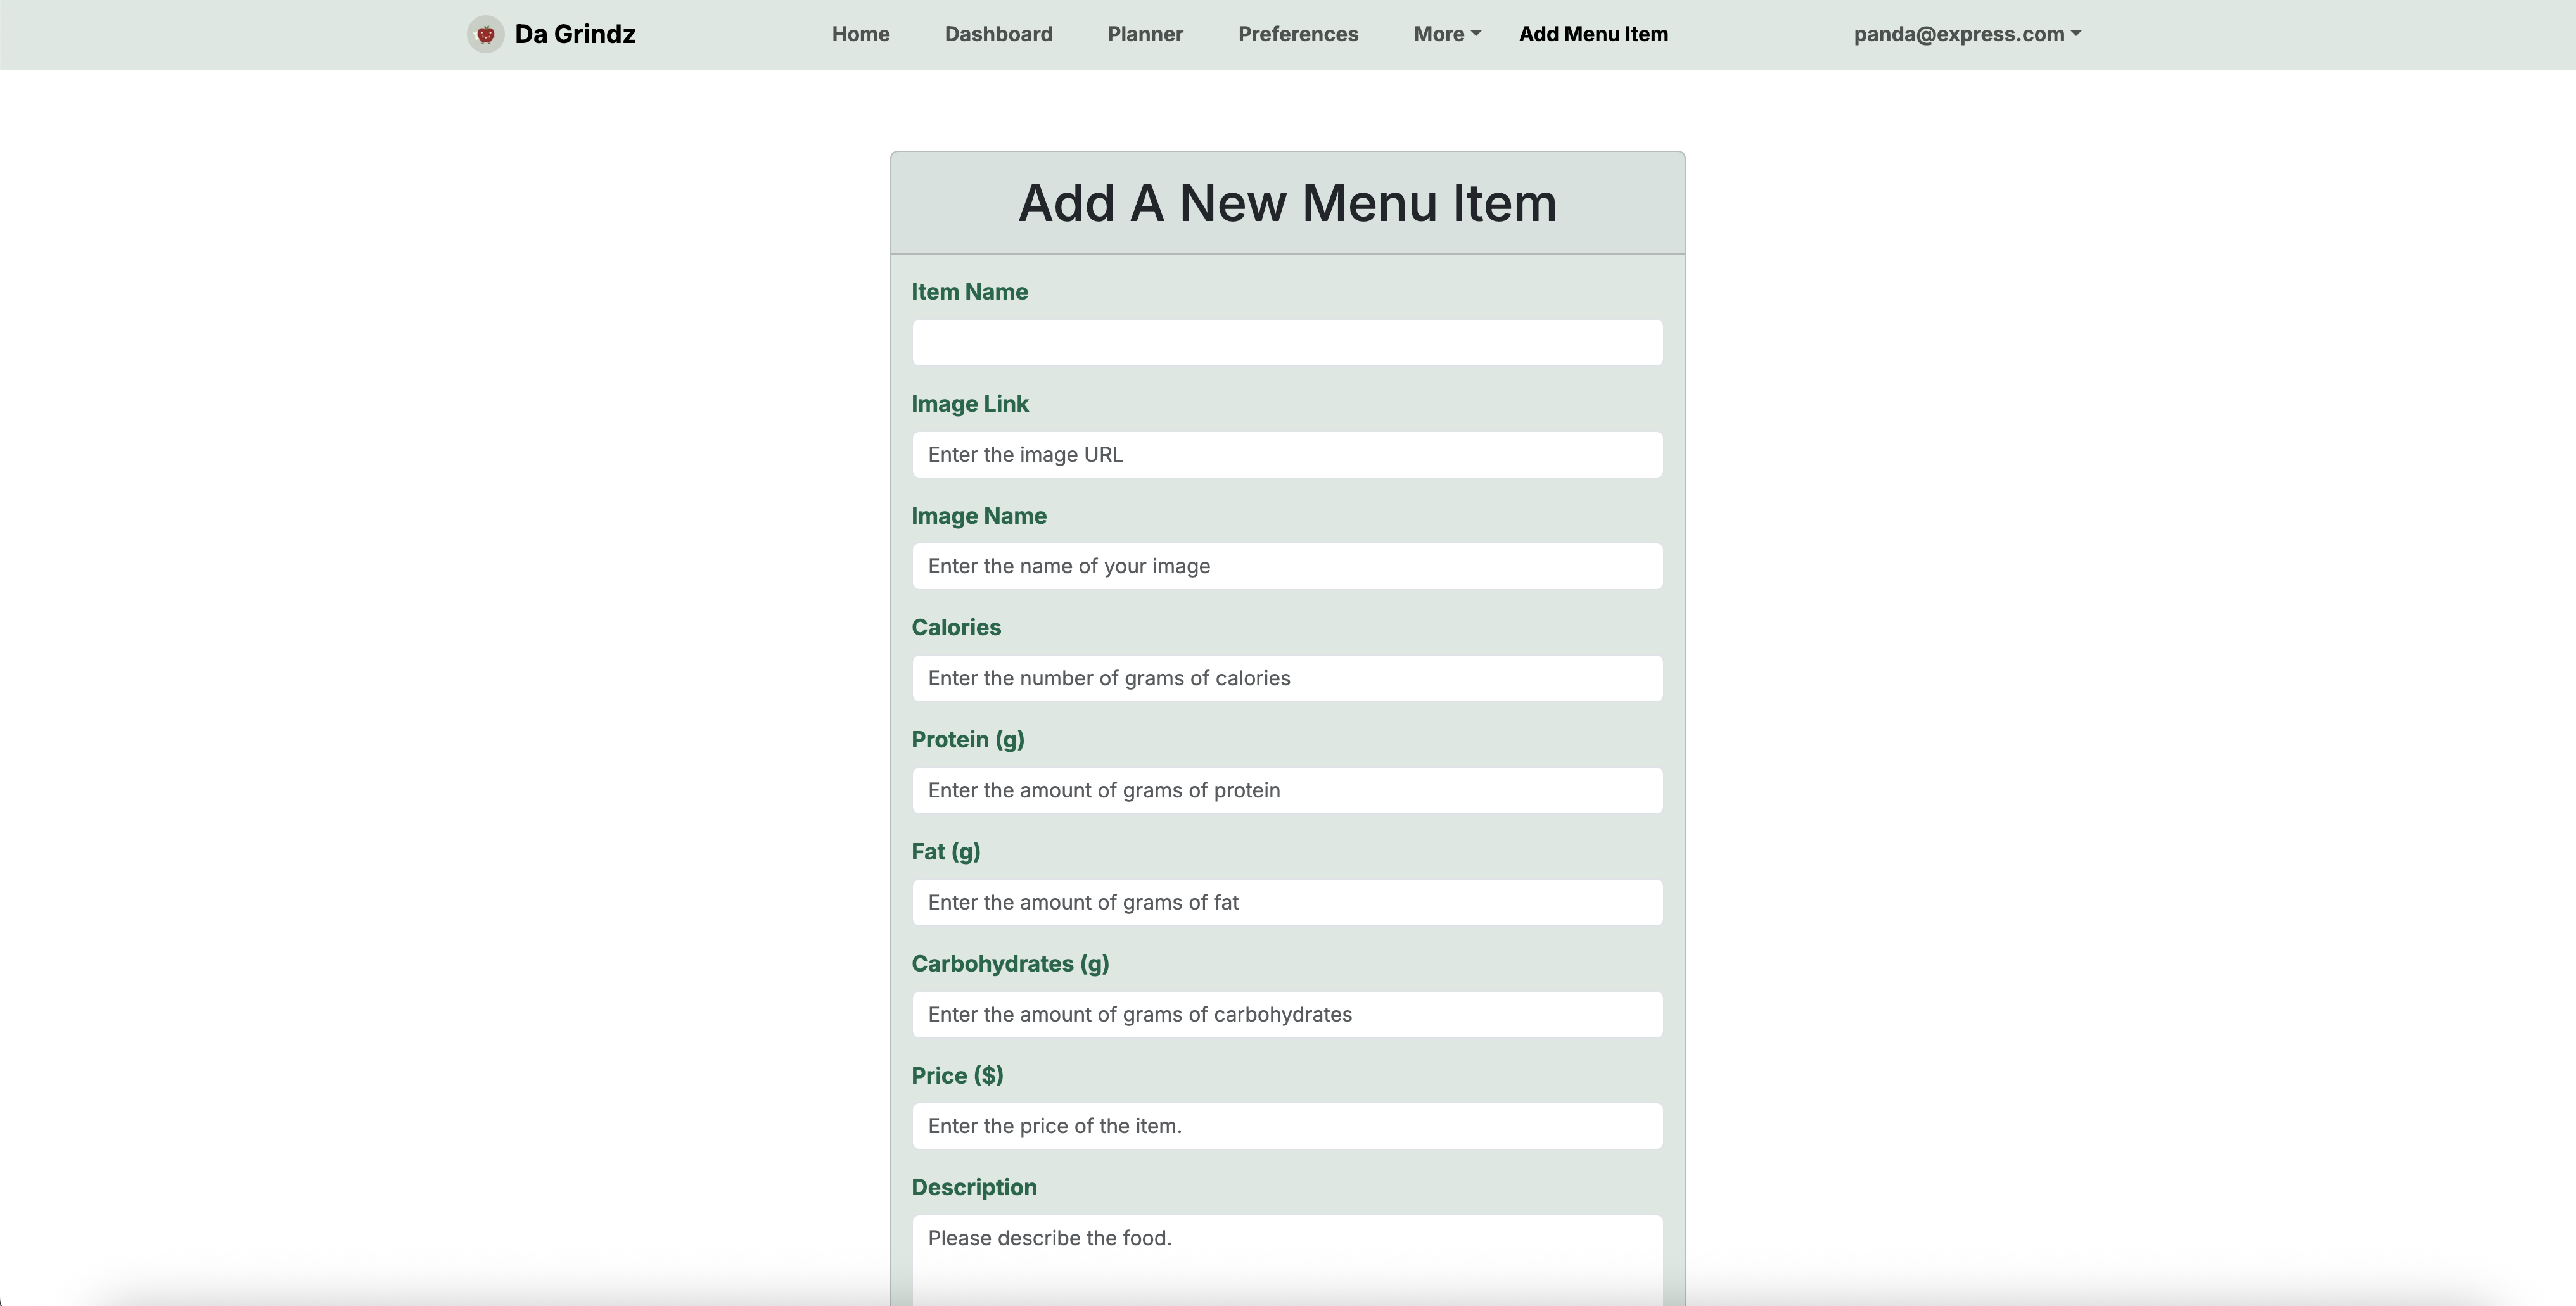 Da Grindz
Home
Dashboard
Planner
Preferences
More
Add Menu Item
panda@express.com
Add A New Menu Item
Item Name
Image Link
Enter the image URL
Image Name
Enter the name of your image
Calories
Enter the number of grams of calories
Protein (g)
Enter the amount of grams of protein
Fat (g)
Enter the amount of grams of fat
Carbohydrates (g)
Enter the amount of grams of carbohydrates
Price ($)
Enter the price of the item.
Description
Please describe the food.